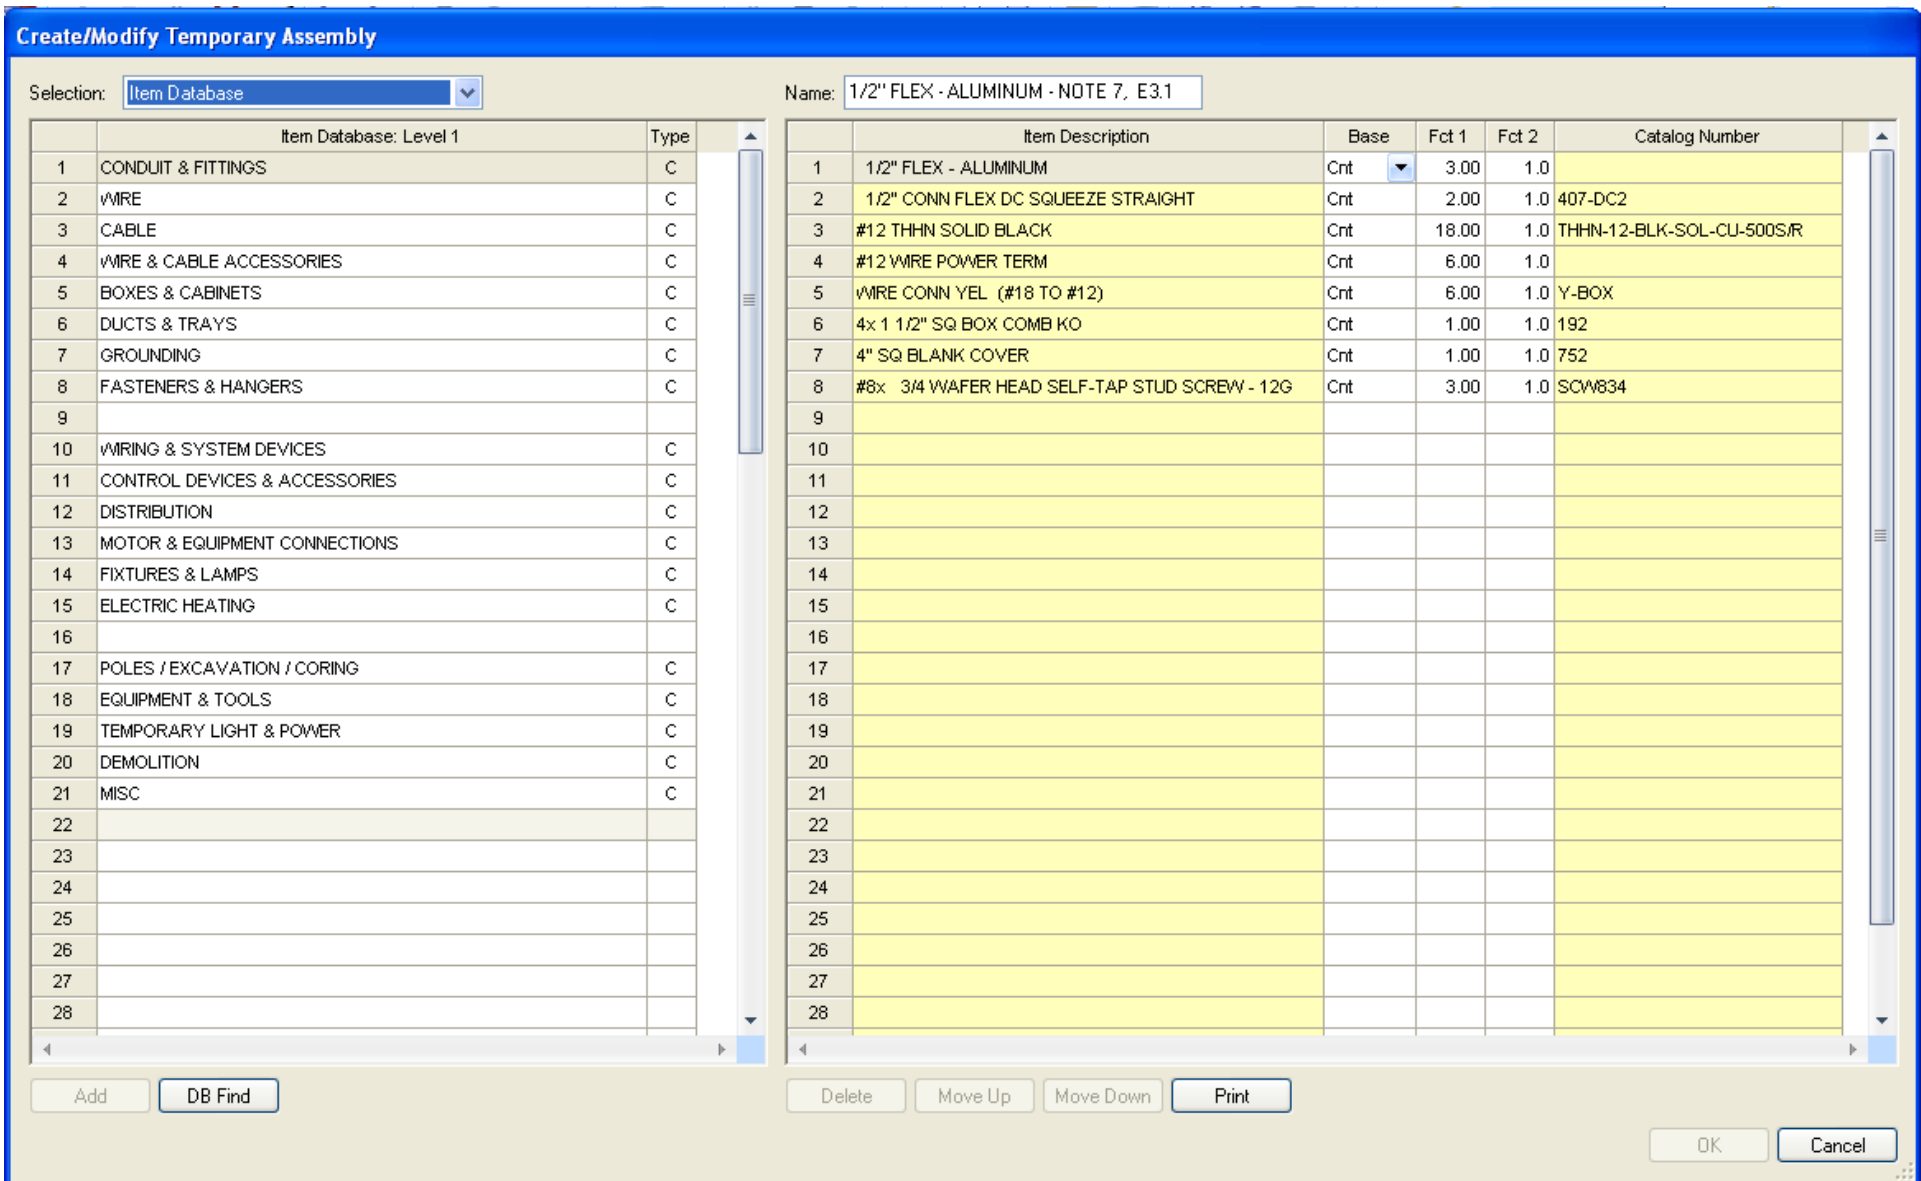 Create/Modify Temporary Assembly
Selection: Item Database
Name: 1/2" FLEX - ALUMINUM - NOTE 7, E3.1
Item Database: Level 1 Type
1 CONDUIT & FITTINGS C
2 WIRE C
3 CABLE C
4 WIRE & CABLE ACCESSORIES C
5 BOXES & CABINETS C
6 DUCTS & TRAYS C
7 GROUNDING C
8 FASTENERS & HANGERS C
9
10 WIRING & SYSTEM DEVICES C
11 CONTROL DEVICES & ACCESSORIES C
12 DISTRIBUTION C
13 MOTOR & EQUIPMENT CONNECTIONS C
14 FIXTURES & LAMPS C
15 ELECTRIC HEATING C
16
17 POLES / EXCAVATION / CORING C
18 EQUIPMENT & TOOLS C
19 TEMPORARY LIGHT & POWER C
20 DEMOLITION C
21 MISC C
22
23
24
25
26
27
28
Add DB Find
Item Description Base Fct 1 Fct 2 Catalog Number
1 1/2" FLEX - ALUMINUM Cnt 3.00 1.0
2 1/2" CONN FLEX DC SQUEEZE STRAIGHT Cnt 2.00 1.0 407-DC2
3 #12 THHN SOLID BLACK Cnt 18.00 1.0 THHN-12-BLK-SOL-CU-500S/R
4 #12 WIRE POWER TERM Cnt 6.00 1.0
5 WIRE CONN YEL (#18 TO #12) Cnt 6.00 1.0 Y-BOX
6 4x 1 1/2" SQ BOX COMB KO Cnt 1.00 1.0 192
7 4" SQ BLANK COVER Cnt 1.00 1.0 752
8 #8x 3/4 WAFER HEAD SELF-TAP STUD SCREW - 12G Cnt 3.00 1.0 SCW834
9
10
11
12
13
14
15
16
17
18
19
20
21
22
23
24
25
26
27
28
Delete Move Up Move Down Print
OK Cancel